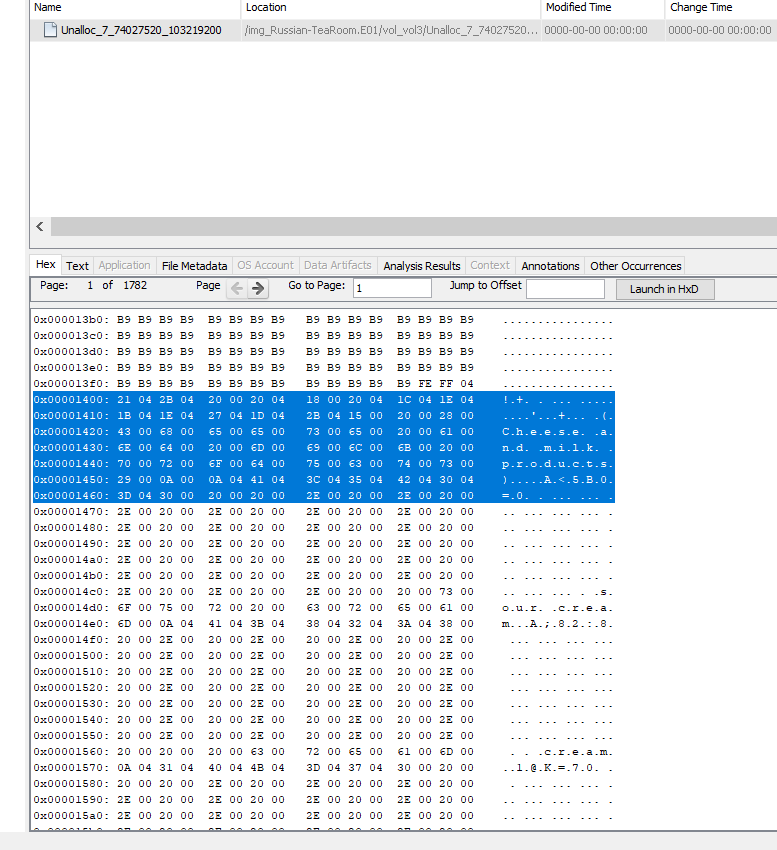 Name Location Modified Time Change Time
Unalloc_7_74027520_103219200 /img_Russian-TeaRoom.E01/vol_vol3/Unalloc_7_74027520... 0000-00-00 00:00:00 0000-00-00 00:00:00
Hex Text Application File Metadata OS Account Data Artifacts Analysis Results Context Annotations Other Occurrences
Page: 1 of 1782 Page Go to Page: 1 Jump to Offset Launch in HxD
0x000013b0: B9 B9 B9 B9 B9 B9 B9 B9 B9 B9 B9 B9 B9 B9 B9 B9 ................
0x000013c0: B9 B9 B9 B9 B9 B9 B9 B9 B9 B9 B9 B9 B9 B9 B9 B9 ................
0x000013d0: B9 B9 B9 B9 B9 B9 B9 B9 B9 B9 B9 B9 B9 B9 B9 B9 ................
0x000013e0: B9 B9 B9 B9 B9 B9 B9 B9 B9 B9 B9 B9 B9 B9 B9 B9 ................
0x000013f0: B9 B9 B9 B9 B9 B9 B9 B9 B9 B9 B9 B9 B9 FE FF 04 ................
0x00001400: 21 04 2B 04 20 00 20 04 18 00 20 04 1C 04 1E 04 !.+. . ... .....
0x00001410: 1B 04 1E 04 27 04 1D 04 2B 04 15 00 20 00 28 00 ....'...+... .(.
0x00001420: 43 00 68 00 65 00 65 00 73 00 65 00 20 00 61 00 C.h.e.e.s.e. .a.
0x00001430: 6E 00 64 00 20 00 6D 00 69 00 6C 00 6B 00 20 00 n.d. .m.i.l.k. .
0x00001440: 70 00 72 00 6F 00 64 00 75 00 63 00 74 00 73 00 p.r.o.d.u.c.t.s.
0x00001450: 29 00 0A 00 0A 04 41 04 3C 04 35 04 42 04 30 04 ).....A.<.5.B.0.
0x00001460: 3D 04 30 00 20 00 20 00 2E 00 20 00 2E 00 20 00 =.0. . ... ... .
0x00001470: 2E 00 20 00 2E 00 20 00 2E 00 20 00 2E 00 20 00 .. ... ... ... .
0x00001480: 2E 00 20 00 2E 00 20 00 2E 00 20 00 2E 00 20 00 .. ... ... ... .
0x00001490: 2E 00 20 00 2E 00 20 00 2E 00 20 00 2E 00 20 00 .. ... ... ... .
0x000014a0: 2E 00 20 00 2E 00 20 00 2E 00 20 00 2E 00 20 00 .. ... ... ... .
0x000014b0: 2E 00 20 00 2E 00 20 00 2E 00 20 00 2E 00 20 00 .. ... ... ... .
0x000014c0: 2E 00 20 00 2E 00 20 00 2E 00 20 00 20 00 73 00 .. ... ... . .s.
0x000014d0: 6F 00 75 00 72 00 20 00 63 00 72 00 65 00 61 00 o.u.r. .c.r.e.a.
0x000014e0: 6D 00 0A 04 41 04 3B 04 38 04 32 04 3A 04 38 00 m...A.;.8.2.:.8.
0x000014f0: 20 00 2E 00 20 00 2E 00 20 00 2E 00 20 00 2E 00 ... ... ... ...
0x00001500: 20 00 2E 00 20 00 2E 00 20 00 2E 00 20 00 2E 00 ... ... ... ...
0x00001510: 20 00 2E 00 20 00 2E 00 20 00 2E 00 20 00 2E 00 ... ... ... ...
0x00001520: 20 00 2E 00 20 00 2E 00 20 00 2E 00 20 00 2E 00 ... ... ... ...
0x00001530: 20 00 2E 00 20 00 2E 00 20 00 2E 00 20 00 2E 00 ... ... ... ...
0x00001540: 20 00 2E 00 20 00 2E 00 20 00 2E 00 20 00 2E 00 ... ... ... ...
0x00001550: 20 00 2E 00 20 00 2E 00 20 00 2E 00 20 00 2E 00 ... ... ... ...
0x00001560: 20 00 20 00 20 00 63 00 72 00 65 00 61 00 6D 00 . . .c.r.e.a.m.
0x00001570: 0A 04 31 04 40 04 4B 04 3D 04 37 04 30 00 20 00 ..1.@.K.=.7.0. .
0x00001580: 20 00 20 00 2E 00 20 00 2E 00 20 00 2E 00 20 00 . ... ... ... .
0x00001590: 2E 00 20 00 2E 00 20 00 2E 00 20 00 2E 00 20 00 .. ... ... ... .
0x000015a0: 2E 00 20 00 2E 00 20 00 2E 00 20 00 2E 00 20 00 .. ... ... ... .